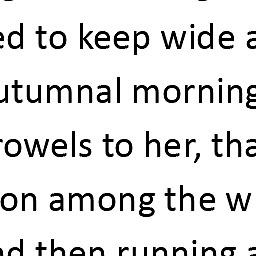 ed to keep wide a
utumnal morning
rowels to her, tha
on among the w
nd then running a